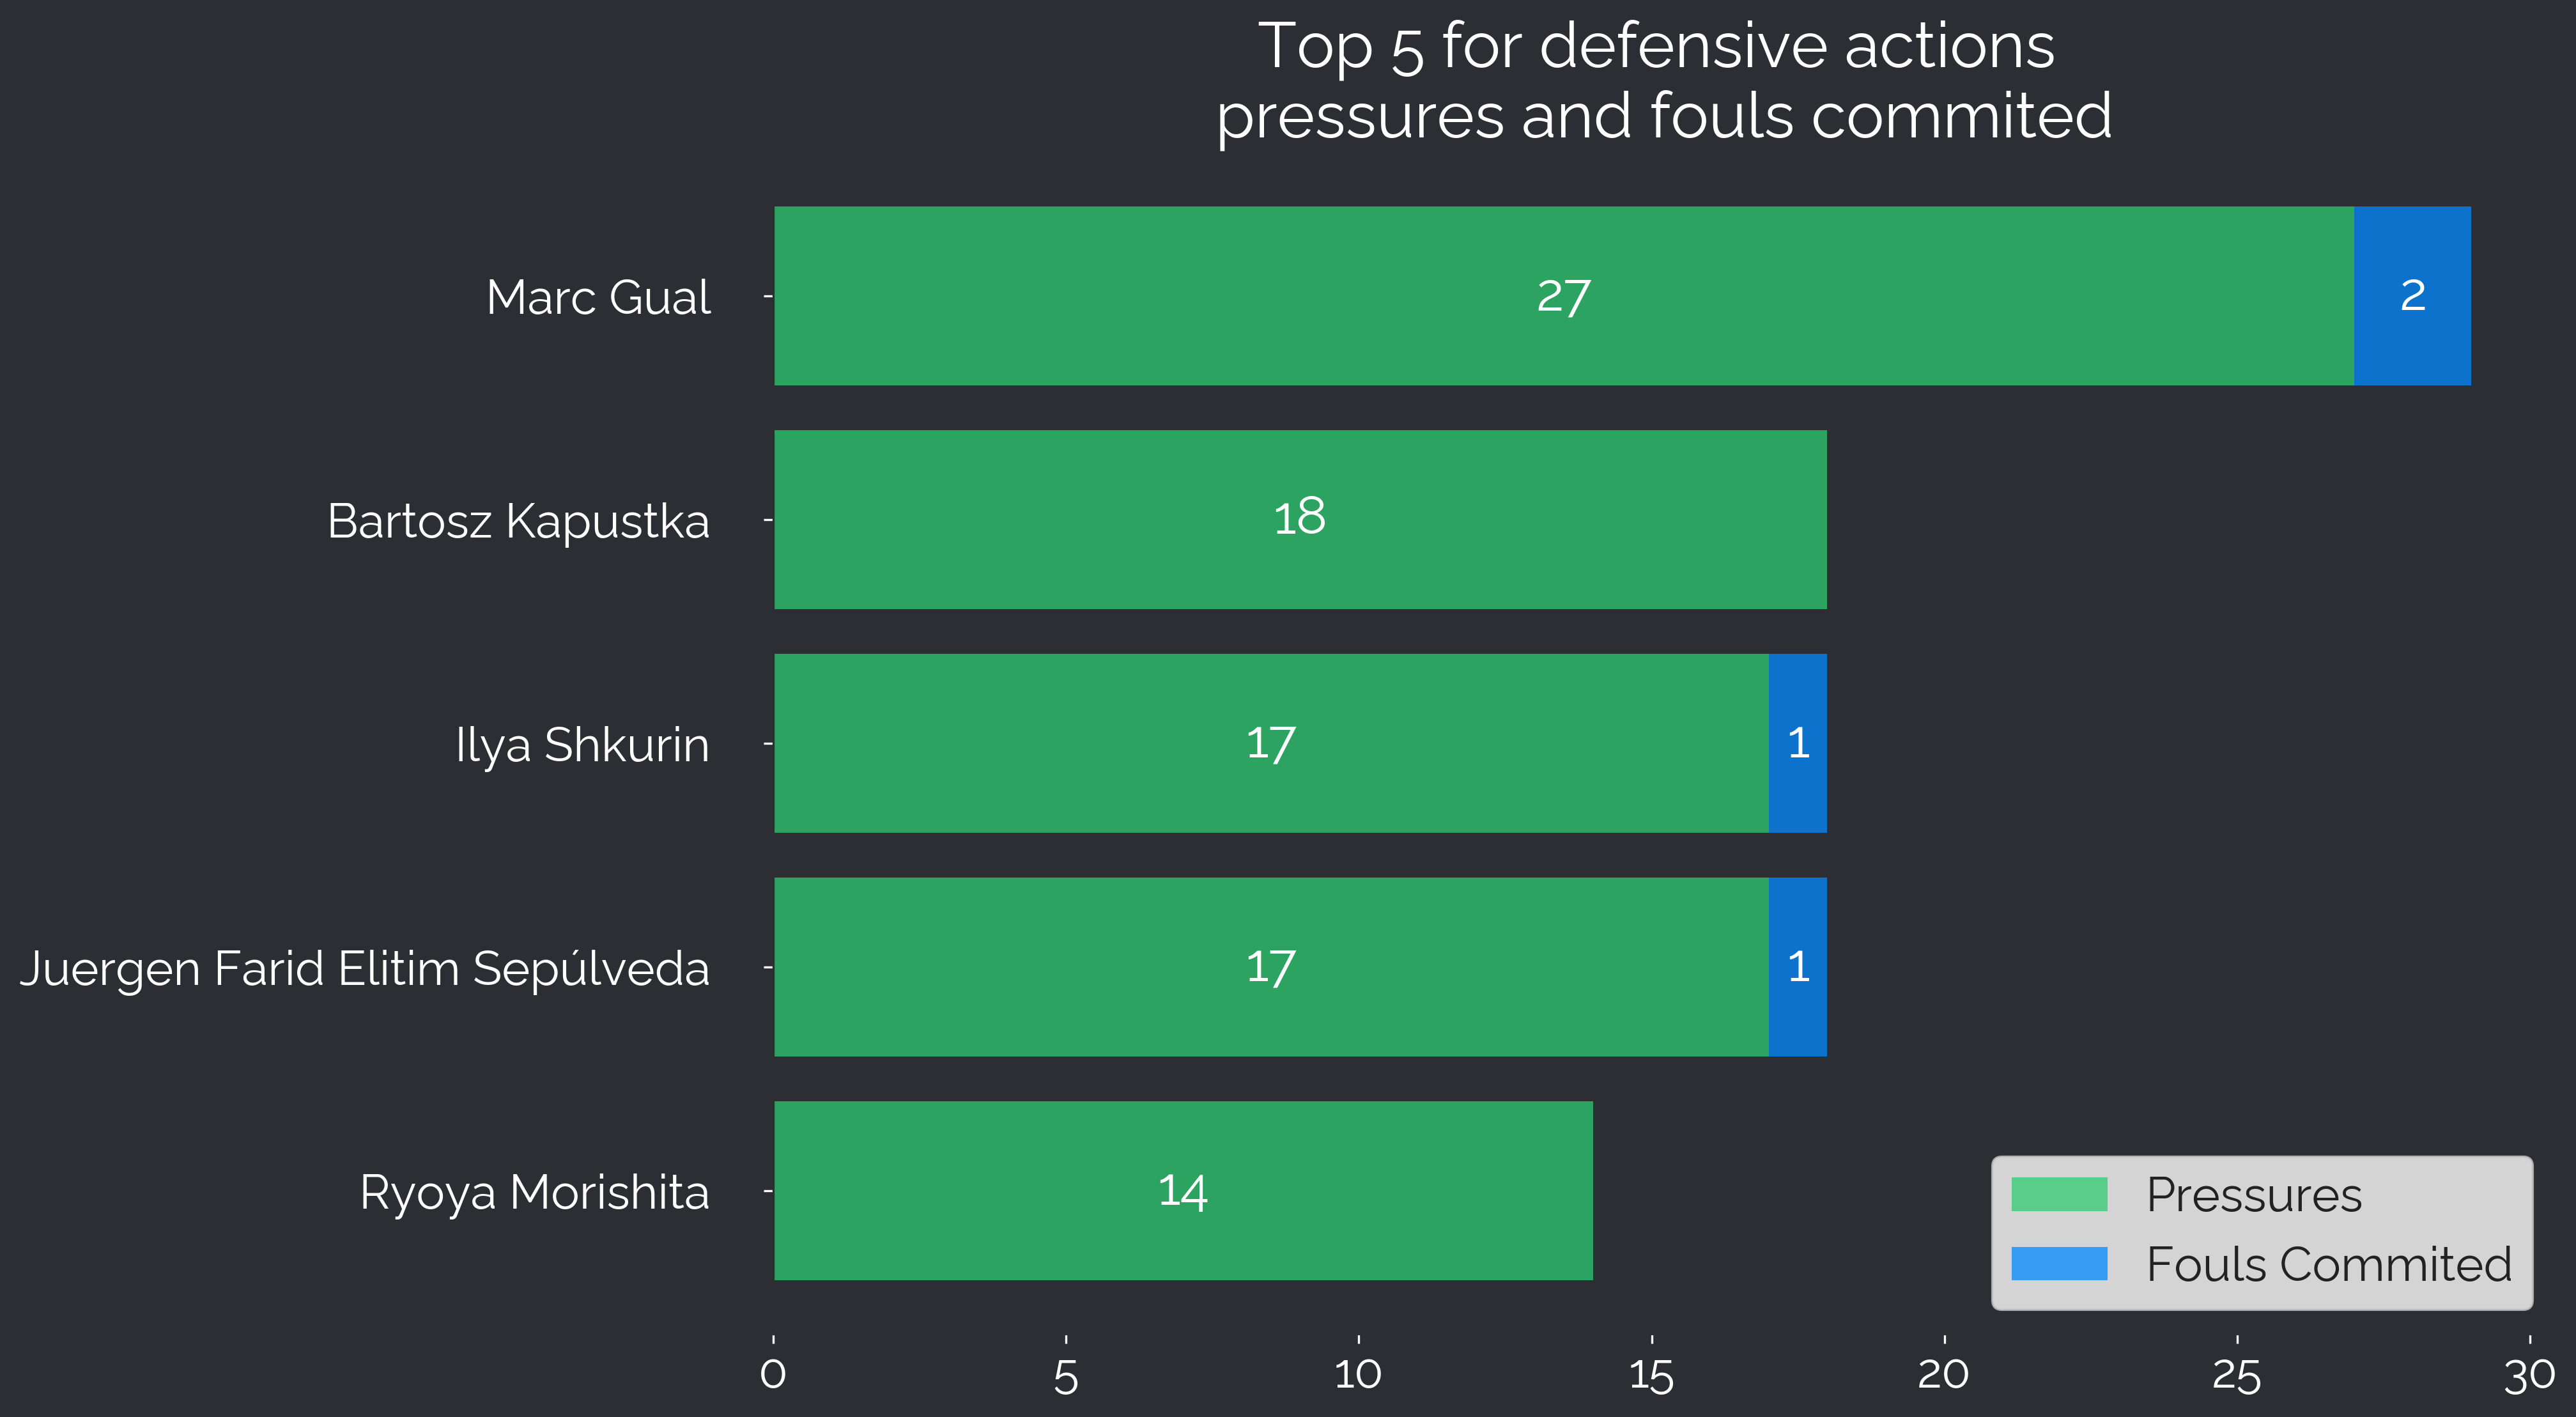 Top 5 for defensive actions
pressures and fouls commited
Marc Gual
27
2
Bartosz Kapustka
18
Ilya Shkurin
17
1
Juergen Farid Elitim Sepúlveda
17
1
Ryoya Morishita
14
Pressures
Fouls Commited
0 5 10 15 20 25 30